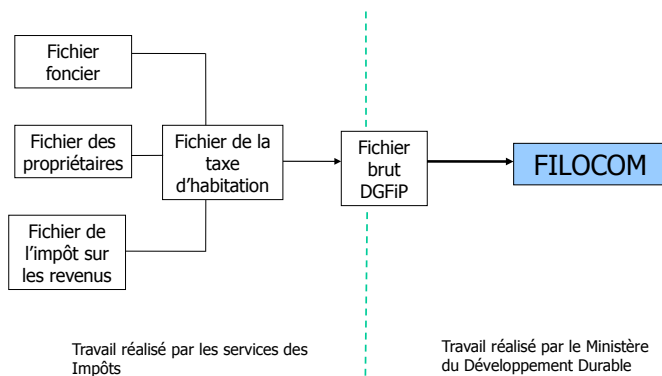 Fichier
foncier
Fichier des
propriétaires
Fichier de
l'impôt sur
les revenus
Fichier de la
taxe
d'habitation
Fichier
brut
DGFiP
FILOCOM
Travail réalisé par les services des
Impôts
Travail réalisé par le Ministère
du Développement Durable